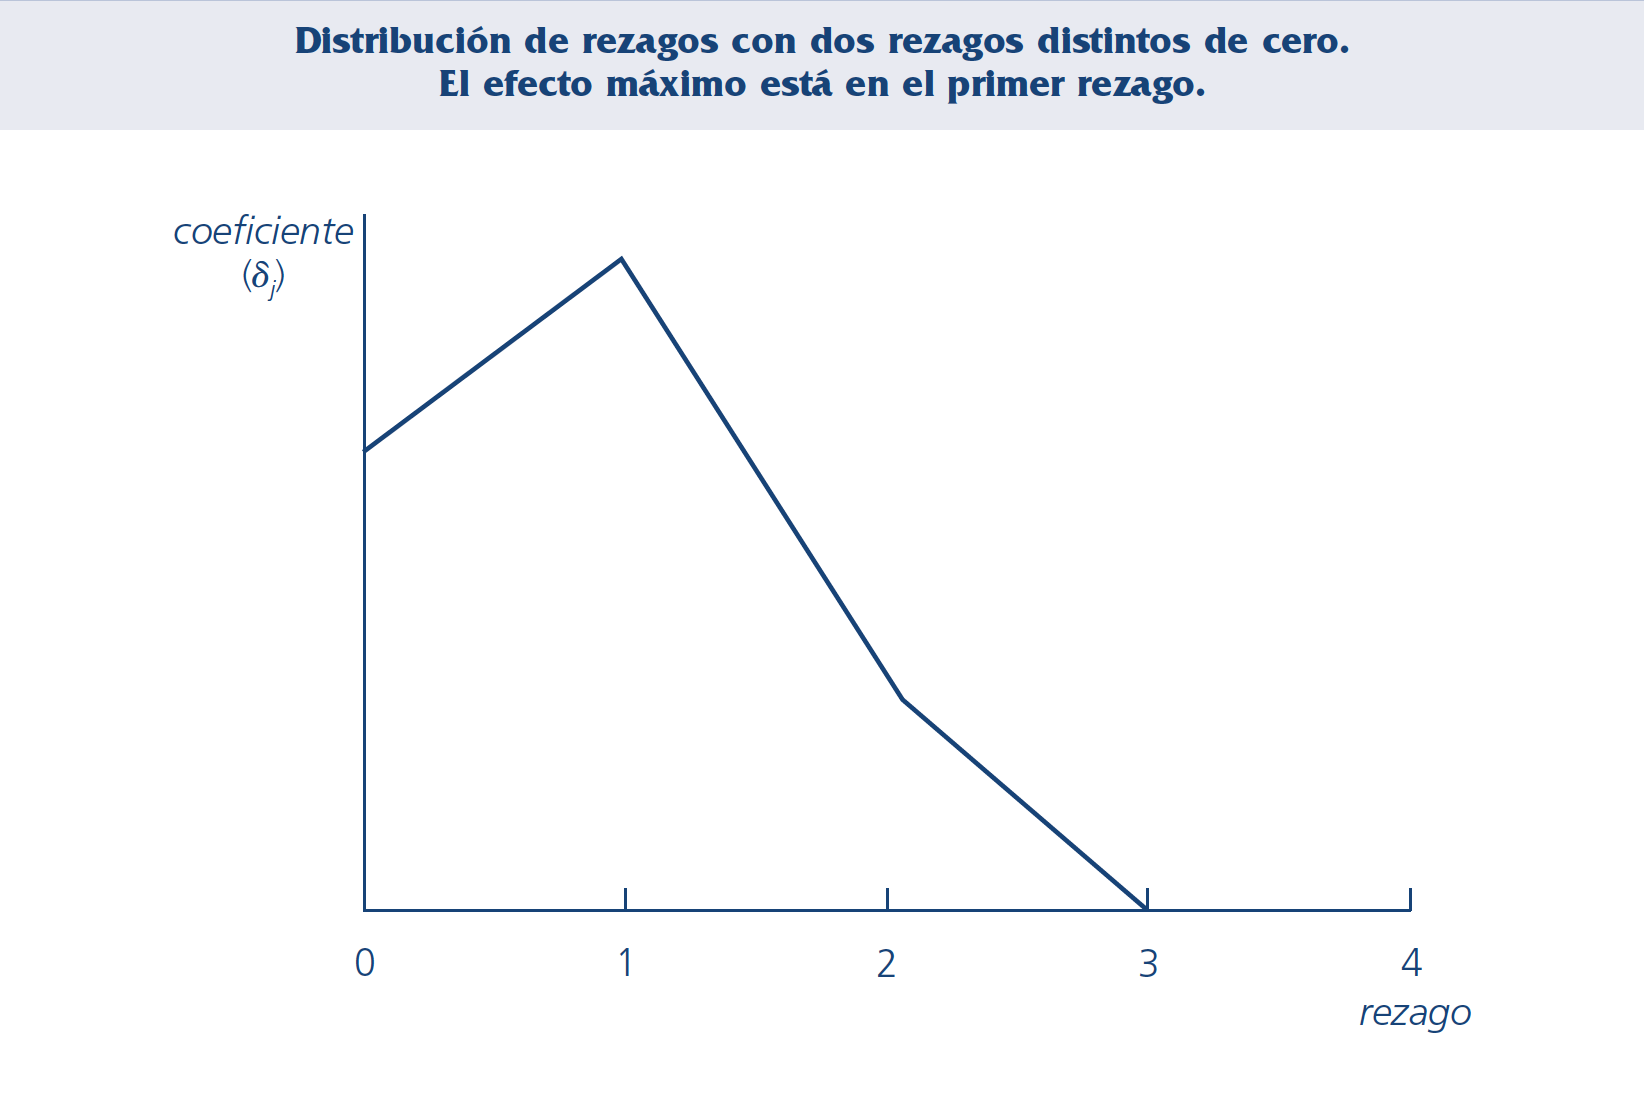 Distribución de rezagos con dos rezagos distintos de cero.
El efecto máximo está en el primer rezago.
coeficiente
(δj)
0 1 2 3 4
rezago